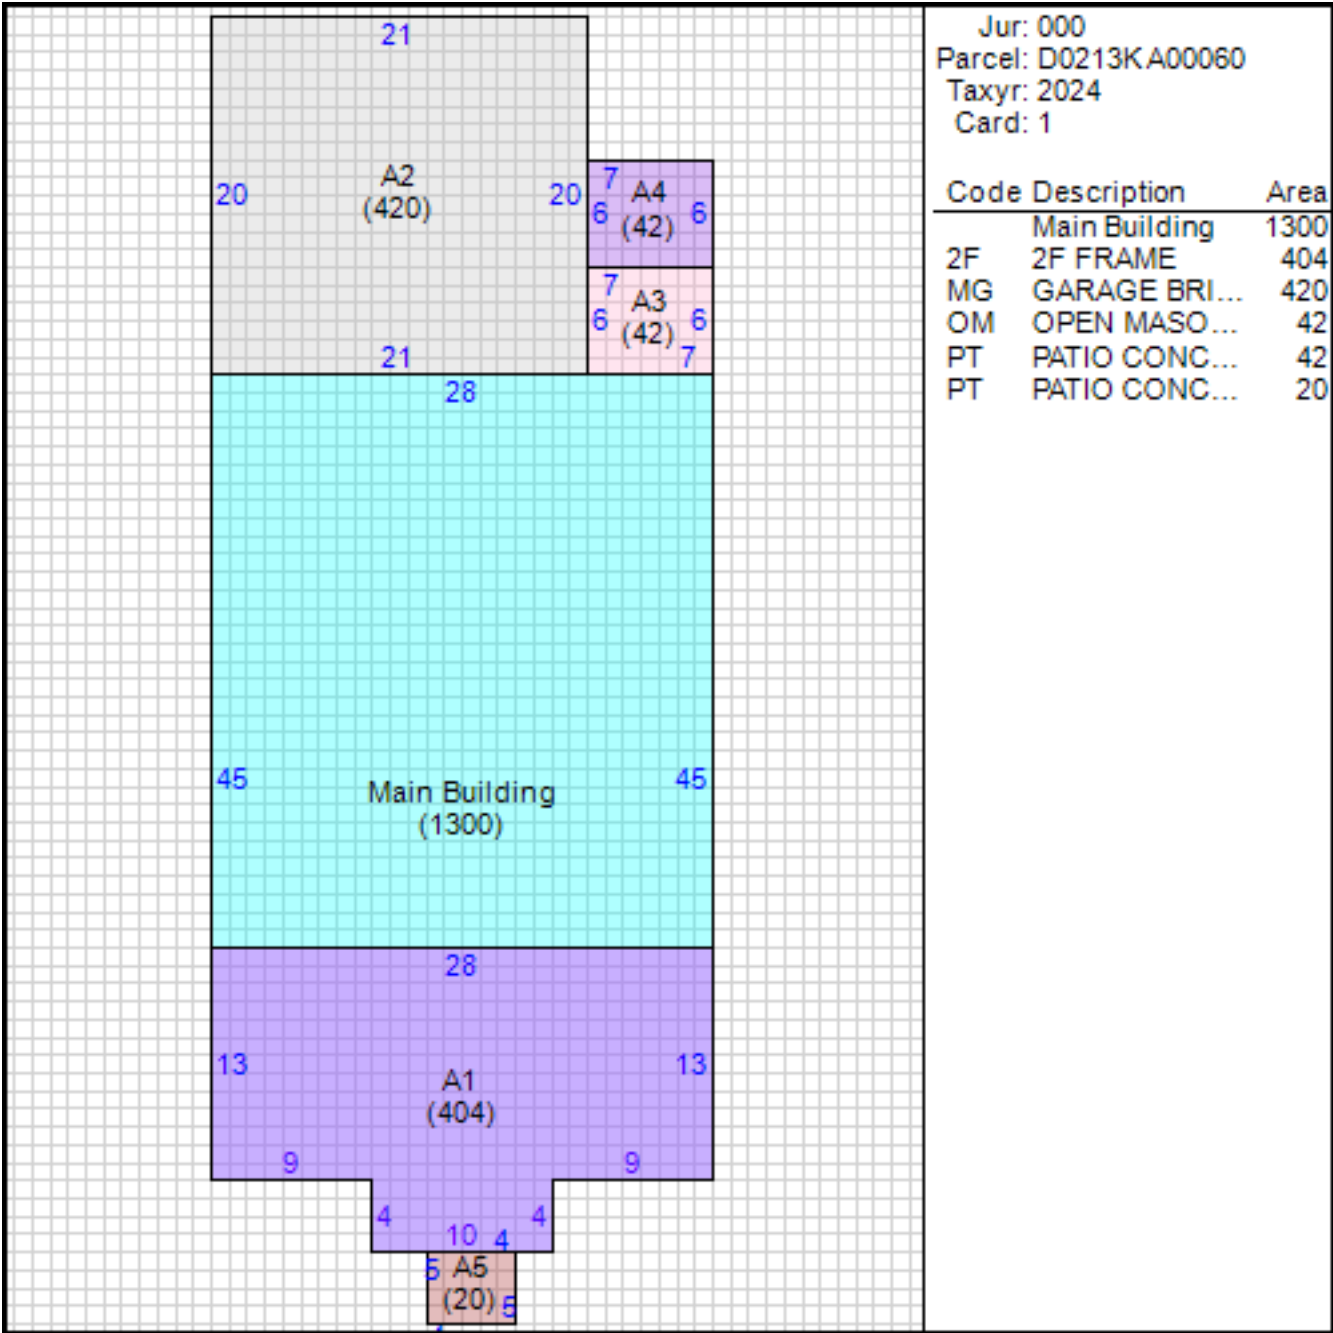 21
A2
(420)
20
20
7
A4
6
(42)
6
7
A3
6
(42)
6
7
21
28
45
Main Building
(1300)
45
28
13
A1
(404)
13
9
9
4
4
10
4
5
A5
(20)
5
Jur: 000
Parcel: D0213KA00060
Taxyr: 2024
Card: 1
Code Description Area
Main Building 1300
2F 2F FRAME 404
MG GARAGE BRI... 420
OM OPEN MASO... 42
PT PATIO CONC... 42
PT PATIO CONC... 20